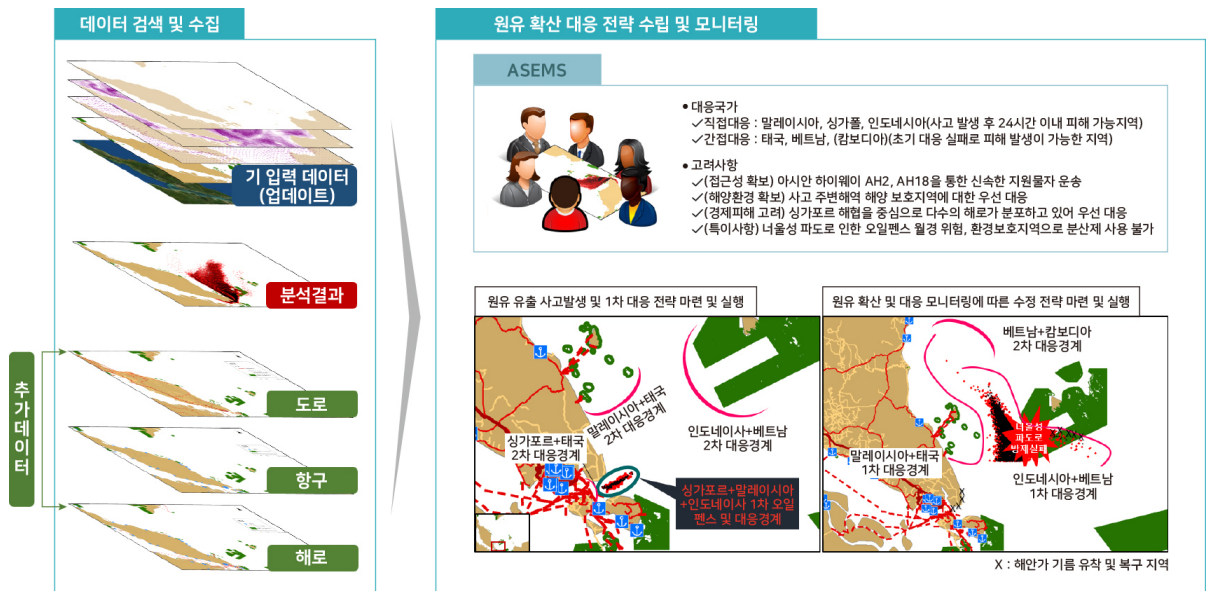 데이터 검색 및 수집
기 입력 데이터
(업데이트)
분석결과
추가데이터
도로
항구
해로
원유 확산 대응 전략 수립 및 모니터링
ASEMS
• 대응국가
✓직접대응 : 말레이시아, 싱가폴, 인도네시아(사고 발생 후 24시간 이내 피해 가능지역)
✓간접대응 : 태국, 베트남, (캄보디아)(초기 대응 실패로 피해 발생이 가능한 지역)
• 고려사항
✓(접근성 확보) 아시안 하이웨이 AH2, AH18을 통한 신속한 지원물자 운송
✓(해양환경 확보) 사고 주변해역 해양 보호지역에 대한 우선 대응
✓(경제피해 고려) 싱가포르 해협을 중심으로 다수의 해로가 분포하고 있어 우선 대응
✓(특이사항) 너울성 파도로 인한 오일펜스 월경 위험, 환경보호지역으로 분산제 사용 불가
원유 유출 사고발생 및 1차 대응 전략 마련 및 실행
말레이시아+태국
2차 대응경계
싱가포르+태국
2차 대응경계
인도네이사+베트남
2차 대응경계
싱가포르+말레이시아
+인도네이사 1차 오일
펜스 및 대응경계
원유 확산 및 대응 모니터링에 따른 수정 전략 마련 및 실행
베트남+캄보디아
2차 대응경계
너울성
파도로
방제실패
말레이시아+태국
1차 대응경계
인도네시아+베트남
1차 대응경계
X : 해안가 기름 유착 및 복구 지역